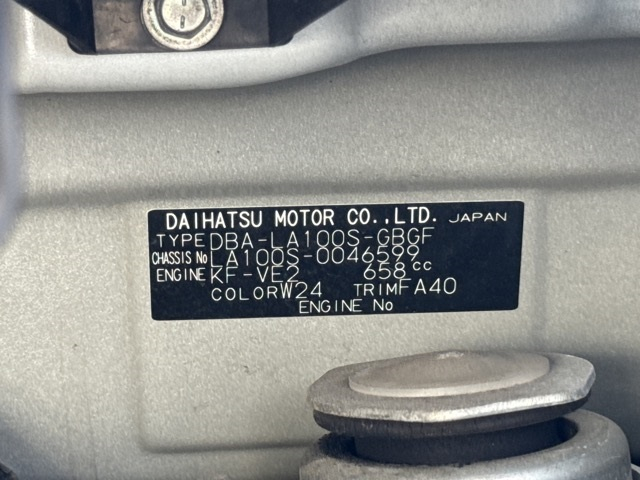 DAIHATSU MOTOR CO.,LTD. JAPAN
TYPE DBA-LA100S-GBGF
CHASSIS No LA100S-0046599
ENGINE KF-VE2 658cc
COLOR W24 TRIM FA40
ENGINE No